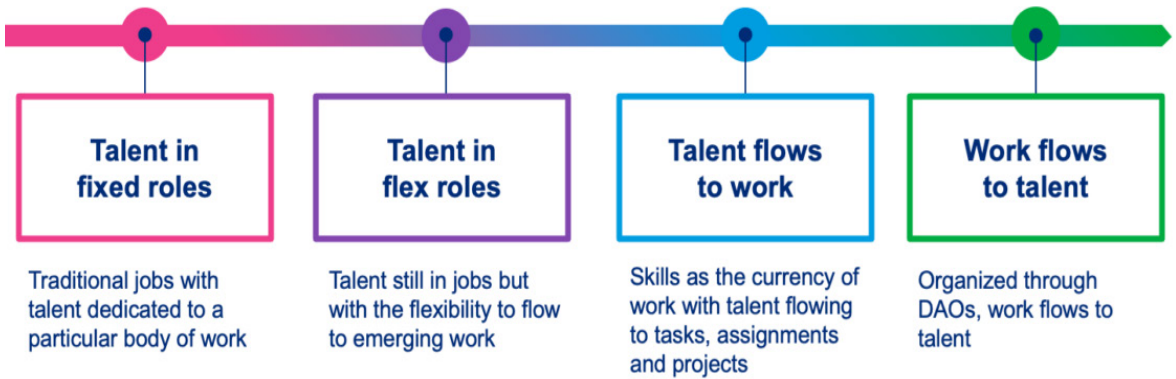 Talent in
fixed roles
Talent in
flex roles
Talent flows
to work
Work flows
to talent
Traditional jobs with
talent dedicated to a
particular body of work
Talent still in jobs but
with the flexibility to flow
to emerging work
Skills as the currency of
work with talent flowing
to tasks, assignments
and projects
Organized through
DAOs, work flows to
talent